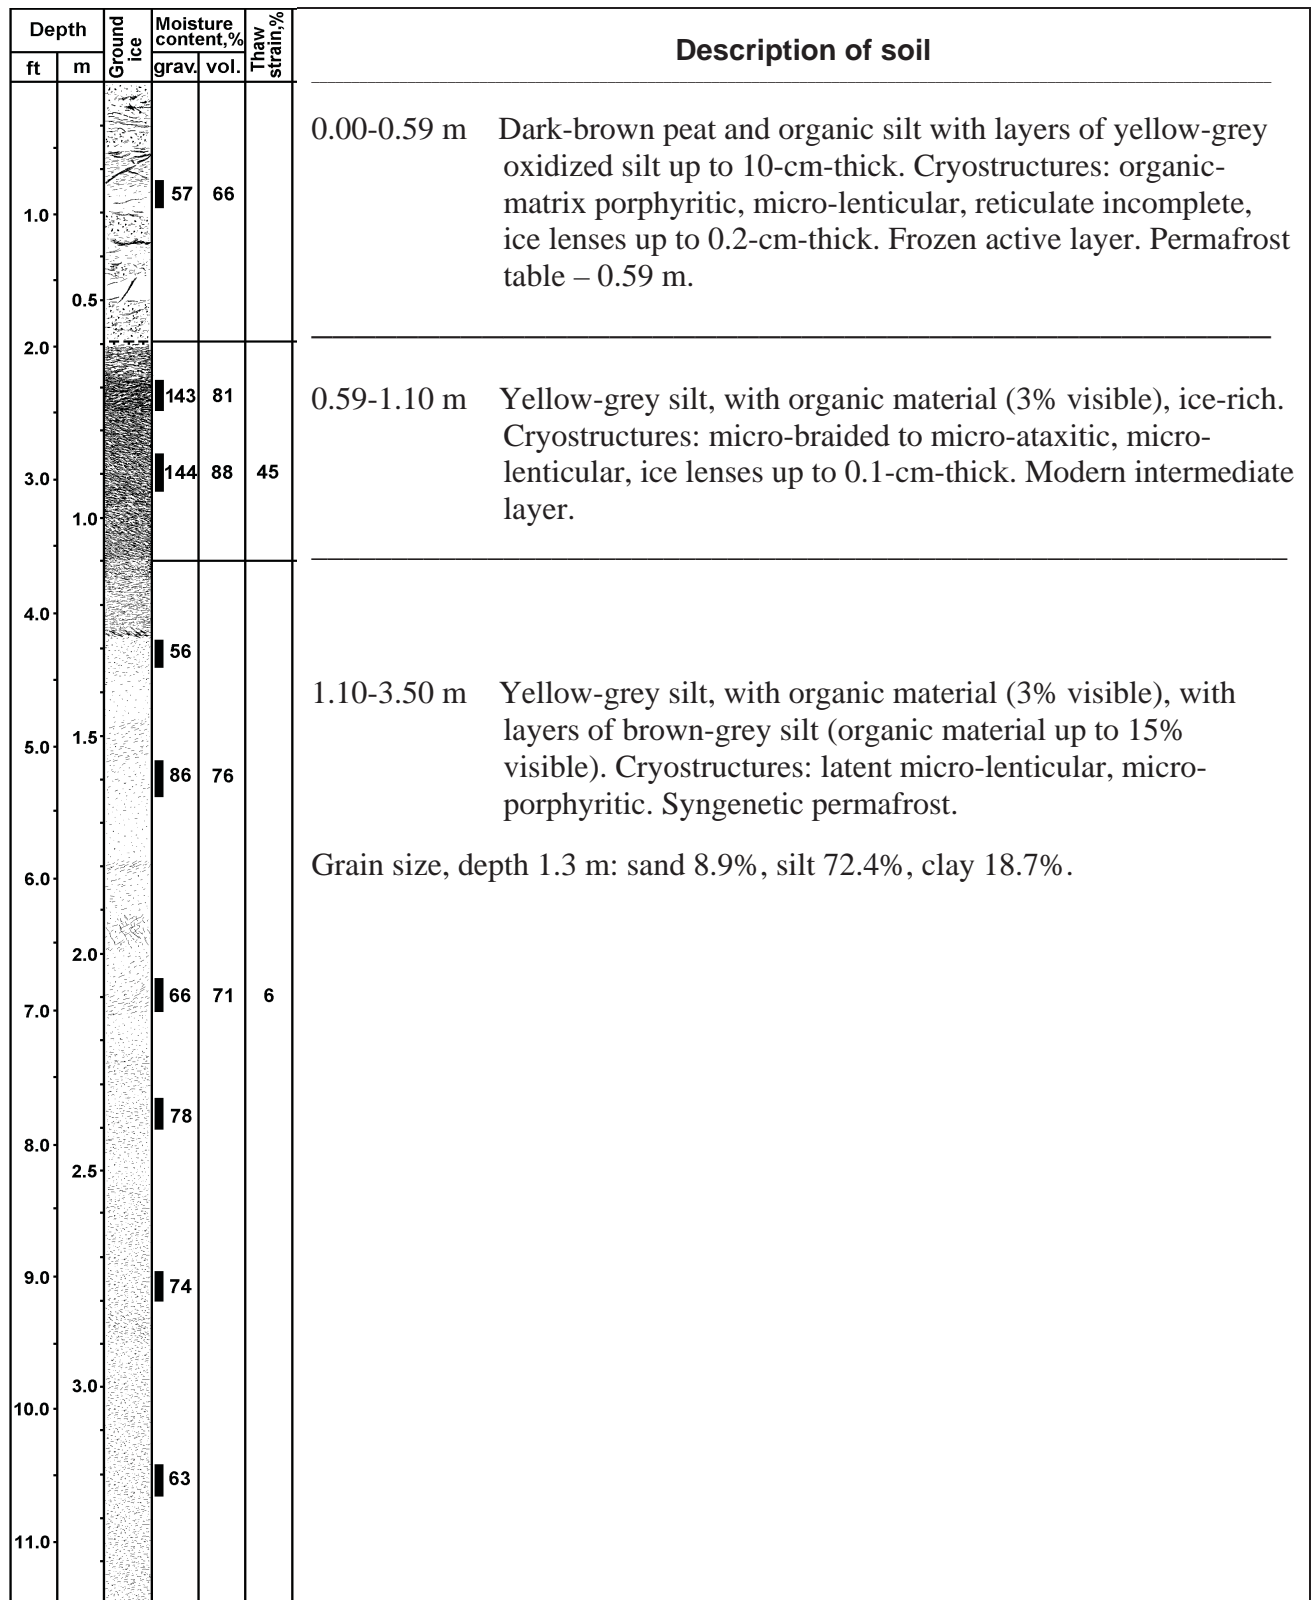 Depth
Ground ice
Moisture content,%
Thaw strain,%
Description of soil
ft m grav. vol.
0.00-0.59 m Dark-brown peat and organic silt with layers of yellow-grey
oxidized silt up to 10-cm-thick. Cryostructures: organic-
matrix porphyritic, micro-lenticular, reticulate incomplete,
ice lenses up to 0.2-cm-thick. Frozen active layer. Permafrost
table – 0.59 m.
57 66
1.0
0.5
2.0
0.59-1.10 m Yellow-grey silt, with organic material (3% visible), ice-rich.
Cryostructures: micro-braided to micro-ataxitic, micro-
lenticular, ice lenses up to 0.1-cm-thick. Modern intermediate
layer.
143 81
3.0 144 88 45
1.0
4.0
56
1.10-3.50 m Yellow-grey silt, with organic material (3% visible), with
layers of brown-grey silt (organic material up to 15%
visible). Cryostructures: latent micro-lenticular, micro-
porphyritic. Syngenetic permafrost.
1.5
5.0
86 76
Grain size, depth 1.3 m: sand 8.9%, silt 72.4%, clay 18.7%.
6.0
2.0
66 71 6
7.0
78
8.0
2.5
9.0
74
3.0
10.0
63
11.0